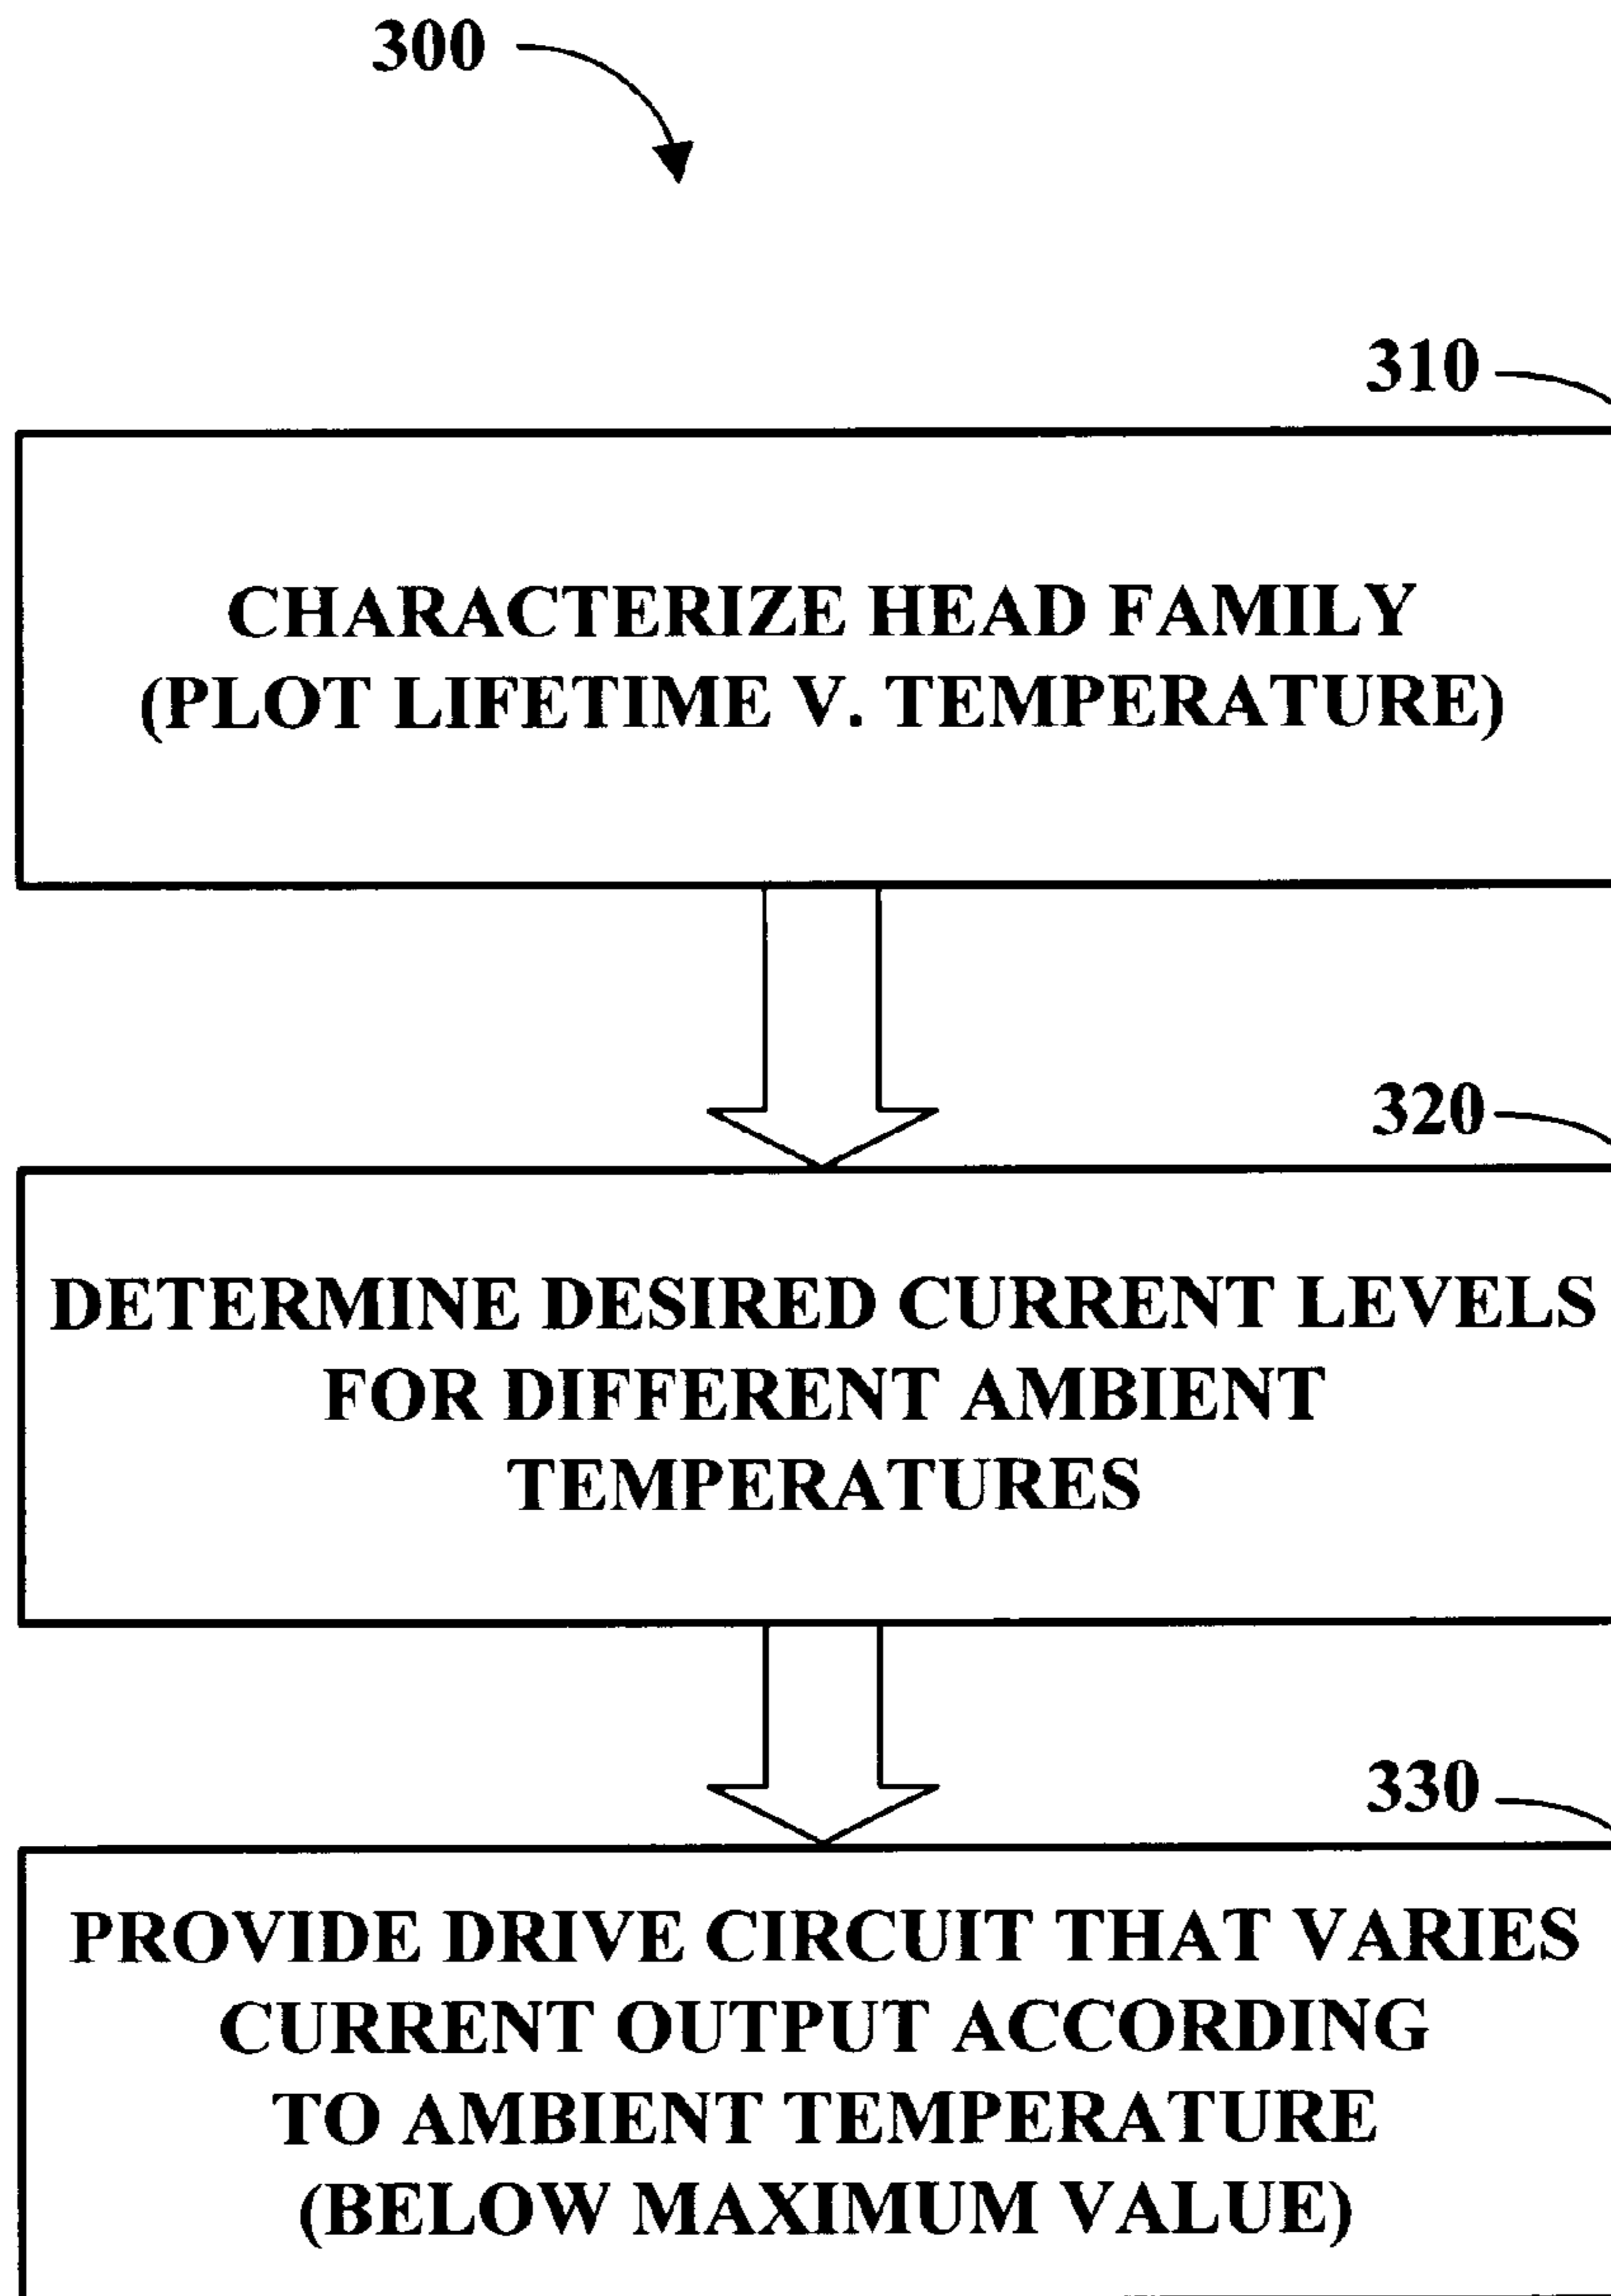 300
310
CHARACTERIZE HEAD FAMILY
(PLOT LIFETIME V. TEMPERATURE)
320
DETERMINE DESIRED CURRENT LEVELS
FOR DIFFERENT AMBIENT
TEMPERATURES
330
PROVIDE DRIVE CIRCUIT THAT VARIES
CURRENT OUTPUT ACCORDING
TO AMBIENT TEMPERATURE
(BELOW MAXIMUM VALUE)